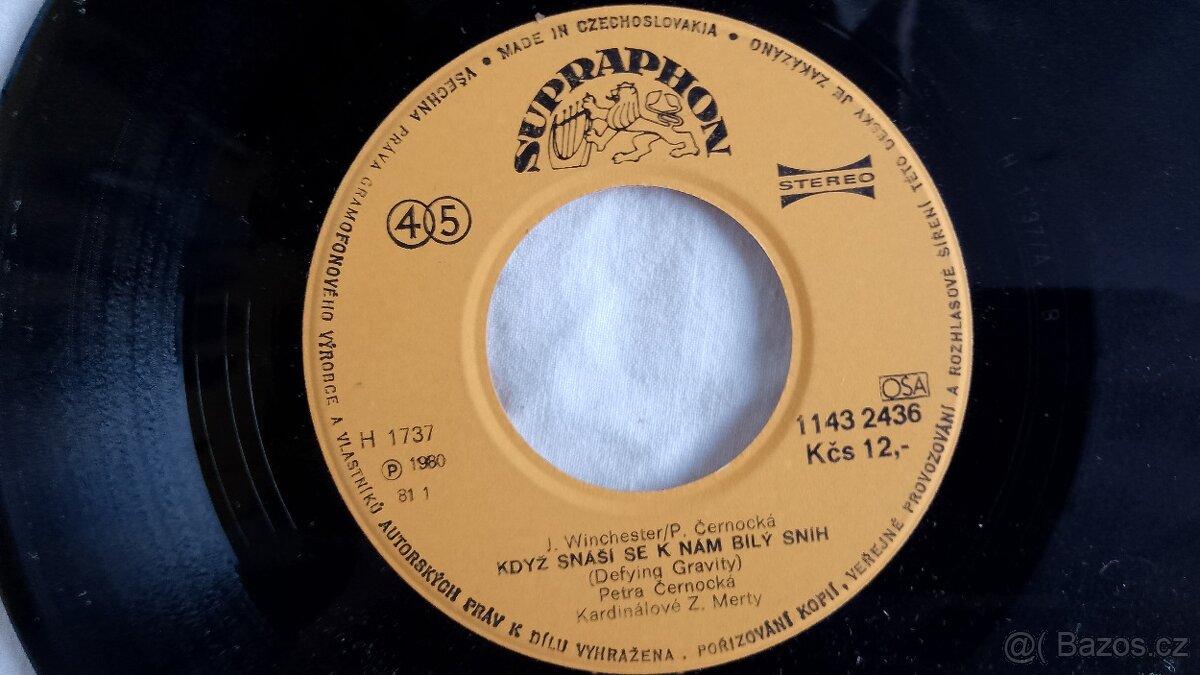 VŠECHNA PRÁVA GRAMOFONOVÉHO VÝROBCE A VLASTNÍKŮ AUTORSKÝCH PRÁV K DÍLU VYHRAŽENA . POŘIZOVÁNÍ KOPIÍ, VEŘEJNÉ PROVOZOVÁNÍ A ROZHLASOVÉ ŠÍŘENÍ TÉTO DESKY JE ZAKÁZÁNO • MADE IN CZECHOSLOVAKIA •
SUPRAPHON
STEREO
45
OSA
1143 2436
Kčs 12,-
H 1737
℗ 1980
81 1
J. Winchester/P. Černocká
KDYŽ SNÁŠÍ SE K NÁM BÍLÝ SNÍH
(Defying Gravity)
Petra Černocká
Kardinálové Z. Merty
@( Bazos.cz